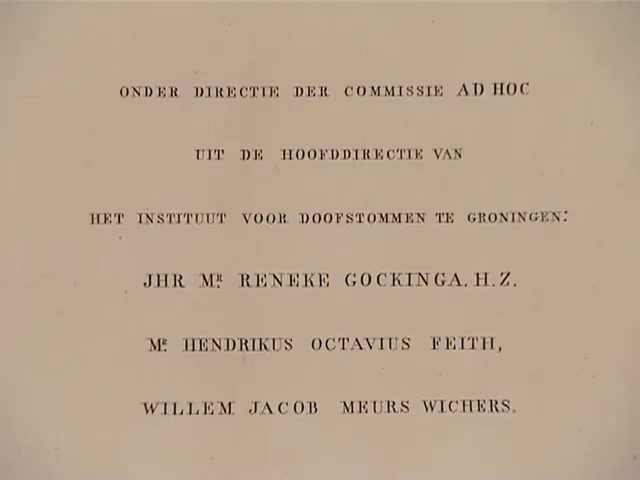 ONDER DIRECTIE DER COMMISSIE AD HOC
UIT DE HOOFDDIRECTIE VAN
HET INSTITUUT VOOR DOOFSTOMMEN TE GRONINGEN:
JHR MR. RENEKE GOCKINGA. H. Z.
MR. HENDRIKUS OCTAVIUS FEITH,
WILLEM JACOB MEURS WICHERS.